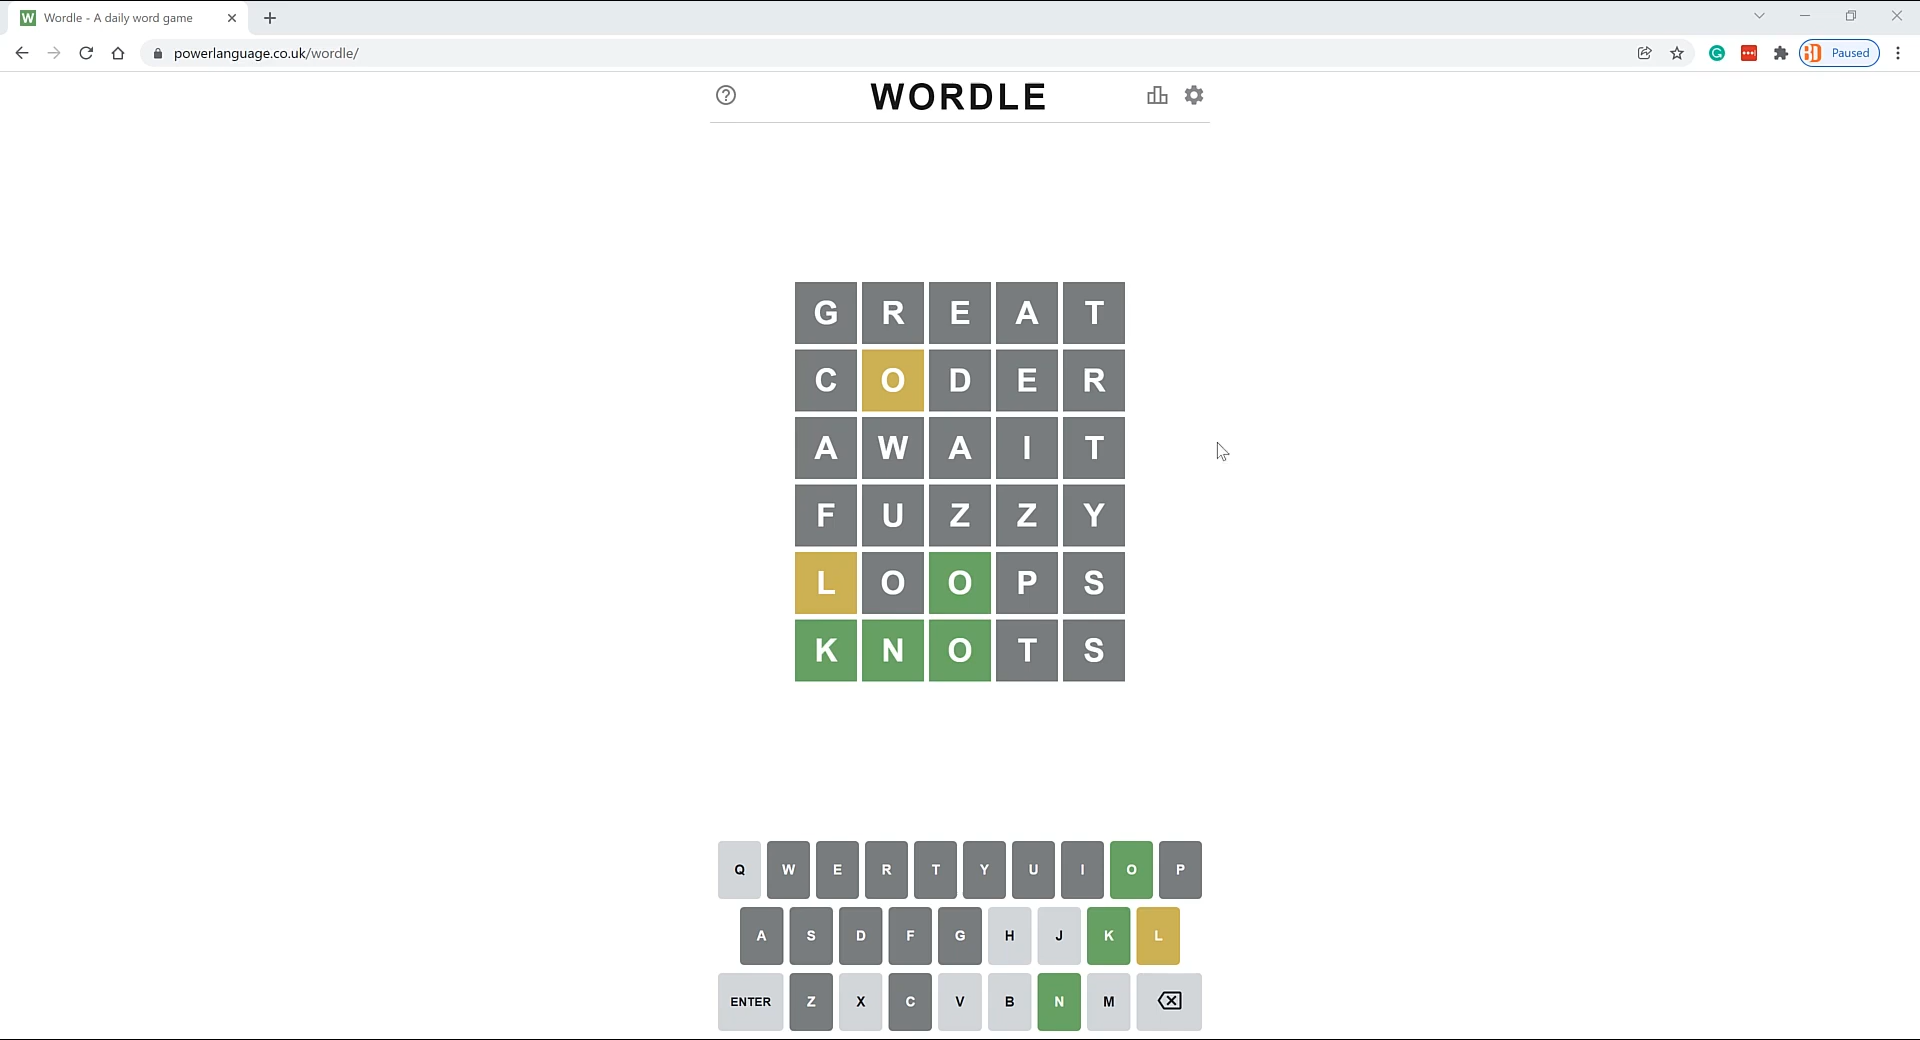 W Wordle - A daily word game
powerlanguage.co.uk/wordle/
Paused
WORDLE
G R E A T
C O D E R
A W A I T
F U Z Z Y
L O O P S
K N O T S
Q W E R T Y U I O P
A S D F G H J K L
ENTER Z X C V B N M